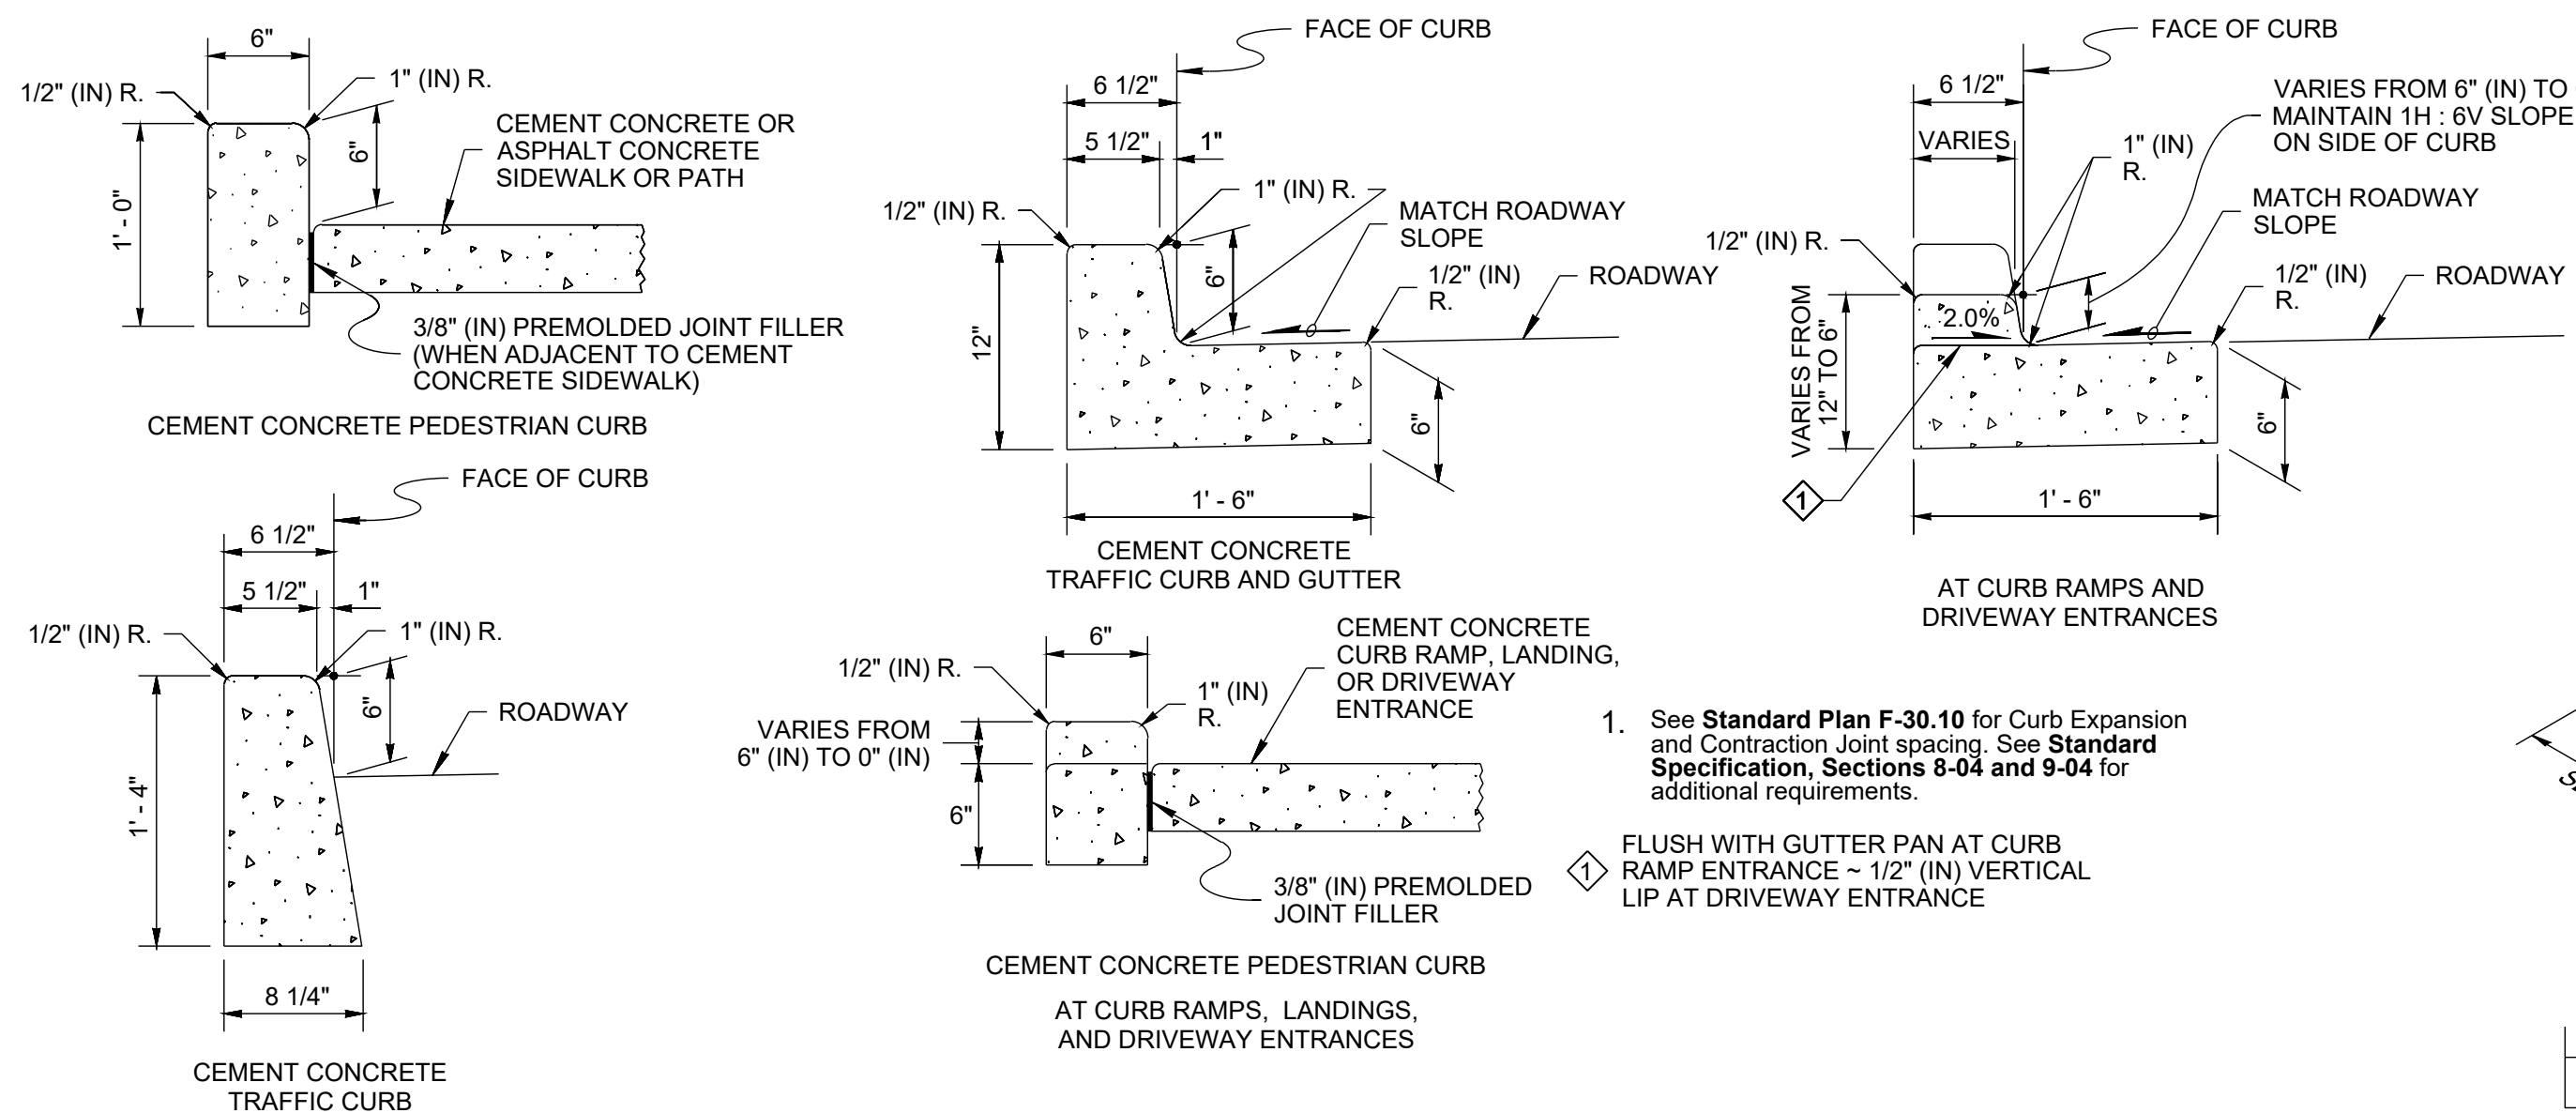 6"
1/2" (IN) R.
1" (IN) R.
6"
1' - 0"
CEMENT CONCRETE OR
ASPHALT CONCRETE
SIDEWALK OR PATH
3/8" (IN) PREMOLDED JOINT FILLER
(WHEN ADJACENT TO CEMENT
CONCRETE SIDEWALK)
CEMENT CONCRETE PEDESTRIAN CURB
FACE OF CURB
6 1/2"
5 1/2"
1"
1/2" (IN) R.
1" (IN) R.
6"
12"
MATCH ROADWAY
SLOPE
1/2" (IN)
R.
ROADWAY
6"
1' - 6"
CEMENT CONCRETE
TRAFFIC CURB AND GUTTER
FACE OF CURB
6 1/2"
VARIES
VARIES FROM 6" (IN) TO
MAINTAIN 1H : 6V SLOPE
ON SIDE OF CURB
1" (IN)
R.
MATCH ROADWAY
SLOPE
1/2" (IN) R.
1/2" (IN)
R.
ROADWAY
VARIES FROM
12" TO 6"
2.0%
6"
1
1' - 6"
AT CURB RAMPS AND
DRIVEWAY ENTRANCES
FACE OF CURB
6 1/2"
5 1/2"
1"
1/2" (IN) R.
1" (IN) R.
6"
ROADWAY
1' - 4"
8 1/4"
CEMENT CONCRETE
TRAFFIC CURB
6"
1/2" (IN) R.
1" (IN)
R.
CEMENT CONCRETE
CURB RAMP, LANDING,
OR DRIVEWAY
ENTRANCE
VARIES FROM
6" (IN) TO 0" (IN)
6"
3/8" (IN) PREMOLDED
JOINT FILLER
CEMENT CONCRETE PEDESTRIAN CURB
AT CURB RAMPS, LANDINGS,
AND DRIVEWAY ENTRANCES
1. See Standard Plan F-30.10 for Curb Expansion
and Contraction Joint spacing. See Standard
Specification, Sections 8-04 and 9-04 for
additional requirements.
1 FLUSH WITH GUTTER PAN AT CURB
RAMP ENTRANCE ~ 1/2" (IN) VERTICAL
LIP AT DRIVEWAY ENTRANCE